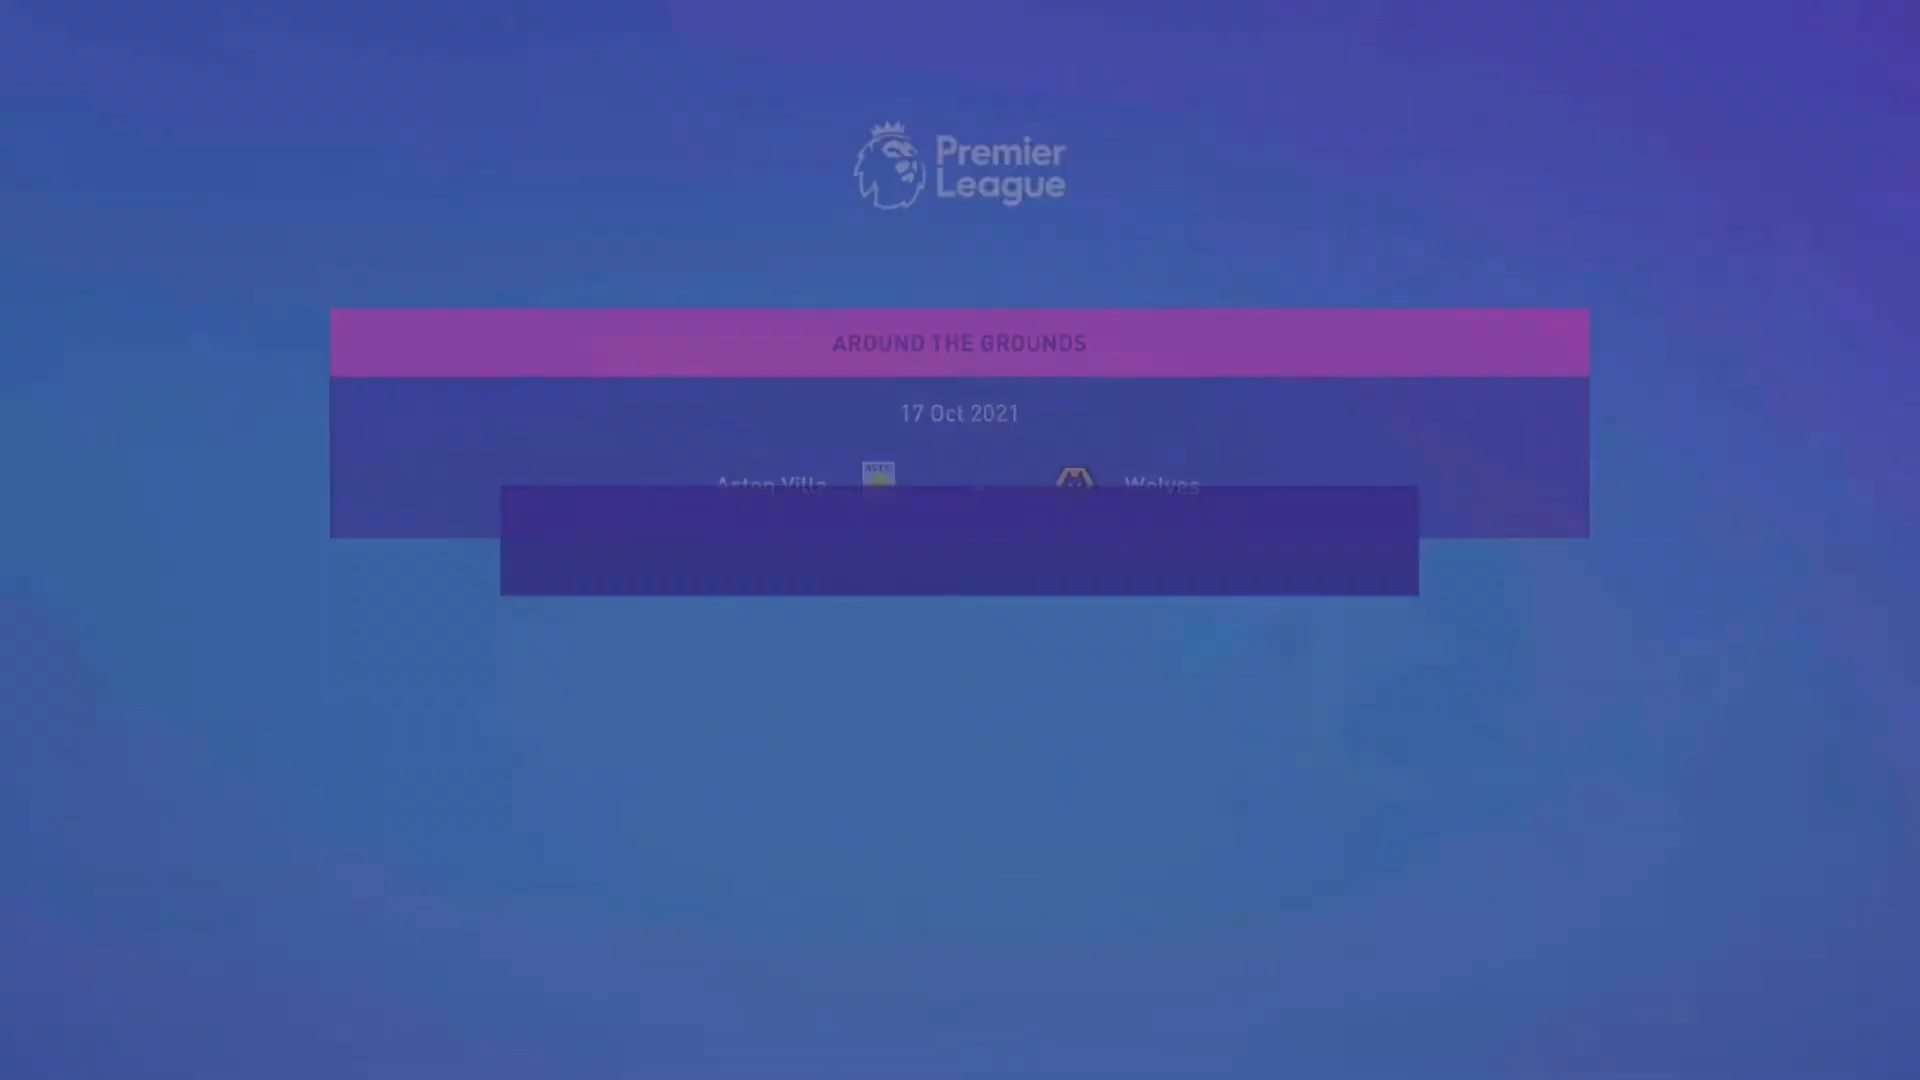 Premier
League
AROUND THE GROUNDS
17 Oct 2021
Aston Villa - Wolves